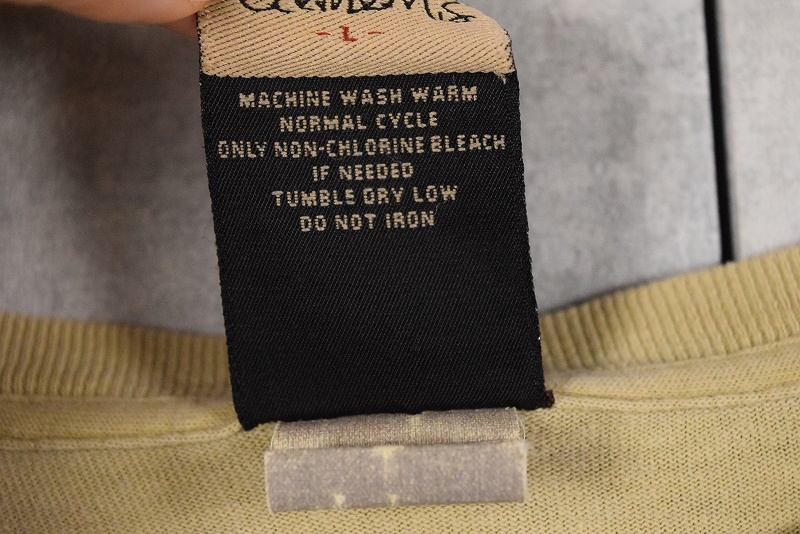 -L-
MACHINE WASH WARM
NORMAL CYCLE
ONLY NON-CHLORINE BLEACH
IF NEEDED
TUMBLE DRY LOW
DO NOT IRON